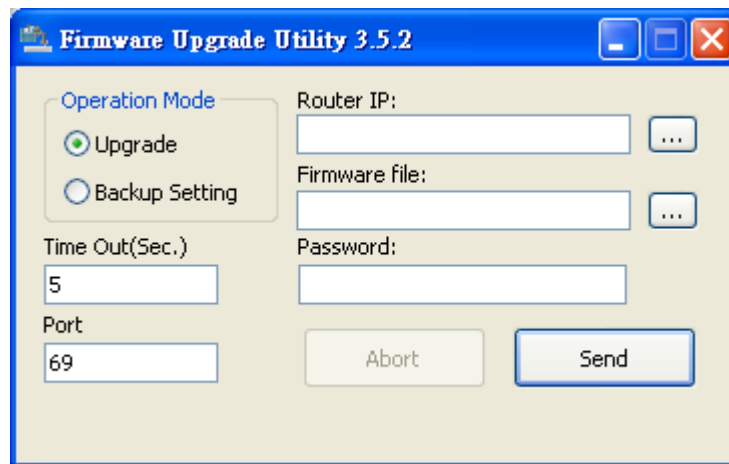 Firmware Upgrade Utility 3.5.2
Operation Mode
Upgrade
Backup Setting
Time Out(Sec.)
5
Port
69
Router IP:
...
Firmware file:
...
Password:
Abort
Send